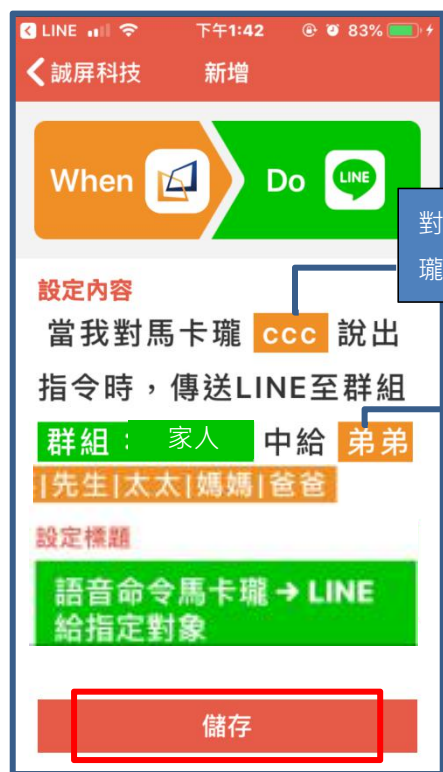 LINE 下午1:42 83%
誠屏科技 新增
When Do LINE
對
瓏
設定內容
當我對馬卡瓏 ccc 說出
指令時，傳送LINE至群組
群組： 家人 中給 弟弟
|先生|太太|媽媽|爸爸
設定標題
語音命令馬卡瓏➔LINE
給指定對象
儲存